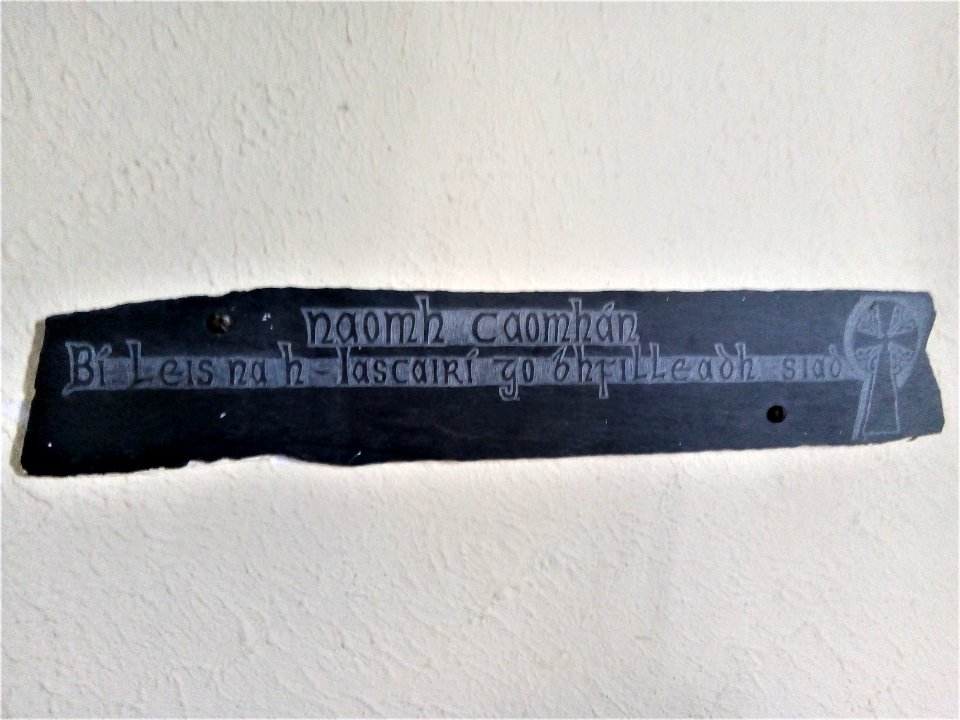 naomh caomhán
Bí Leis na h-Iascairí go bhfilleadh siad